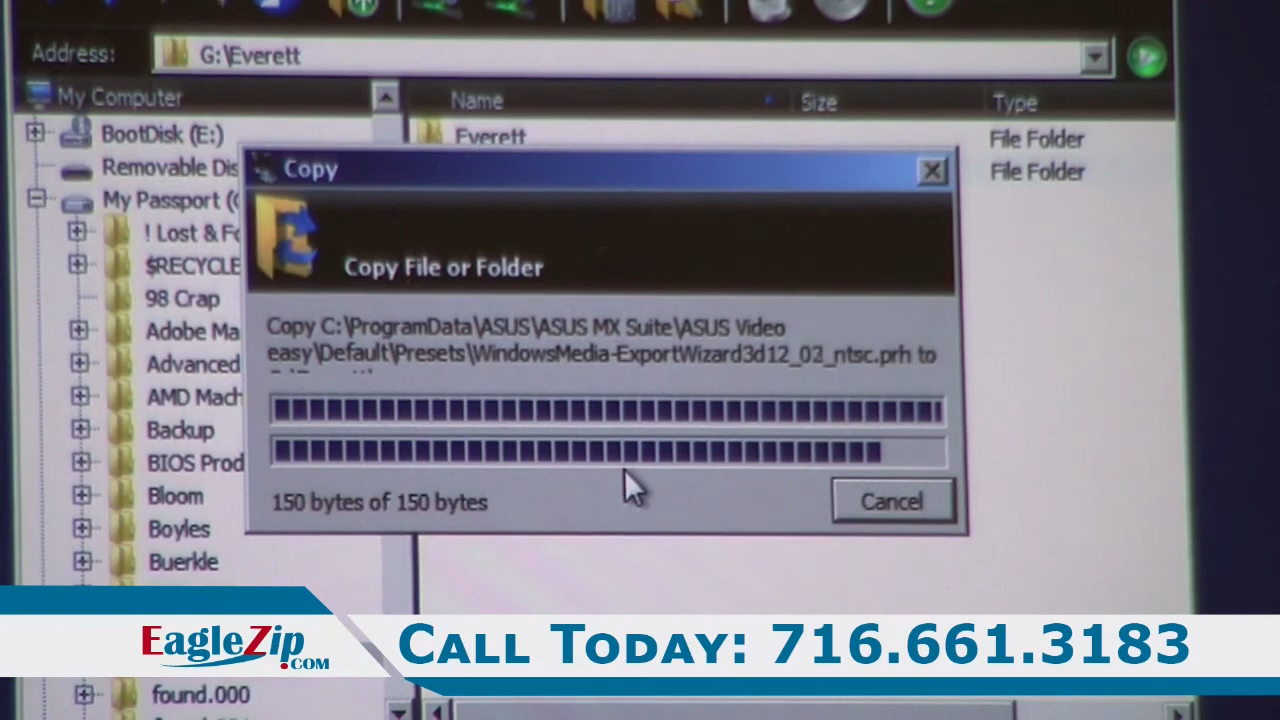 Address: G:\Everett
My Computer
Name Size Type
BootDisk (E:)
Everett File Folder
Removable Dis
File Folder
My Passport (
! Lost & Fo
$RECYCLE
98 Crap
Adobe Ma
Advanced
AMD Mach
Backup
BIOS Prod
Bloom
Boyles
Buerkle
found.000
Copy
Copy File or Folder
Copy C:\ProgramData\ASUS\ASUS MX Suite\ASUS Video
easy\Default\Presets\WindowsMedia-ExportWizard3d12_02_ntsc.prh to
150 bytes of 150 bytes
Cancel
EagleZip.com
Call Today: 716.661.3183